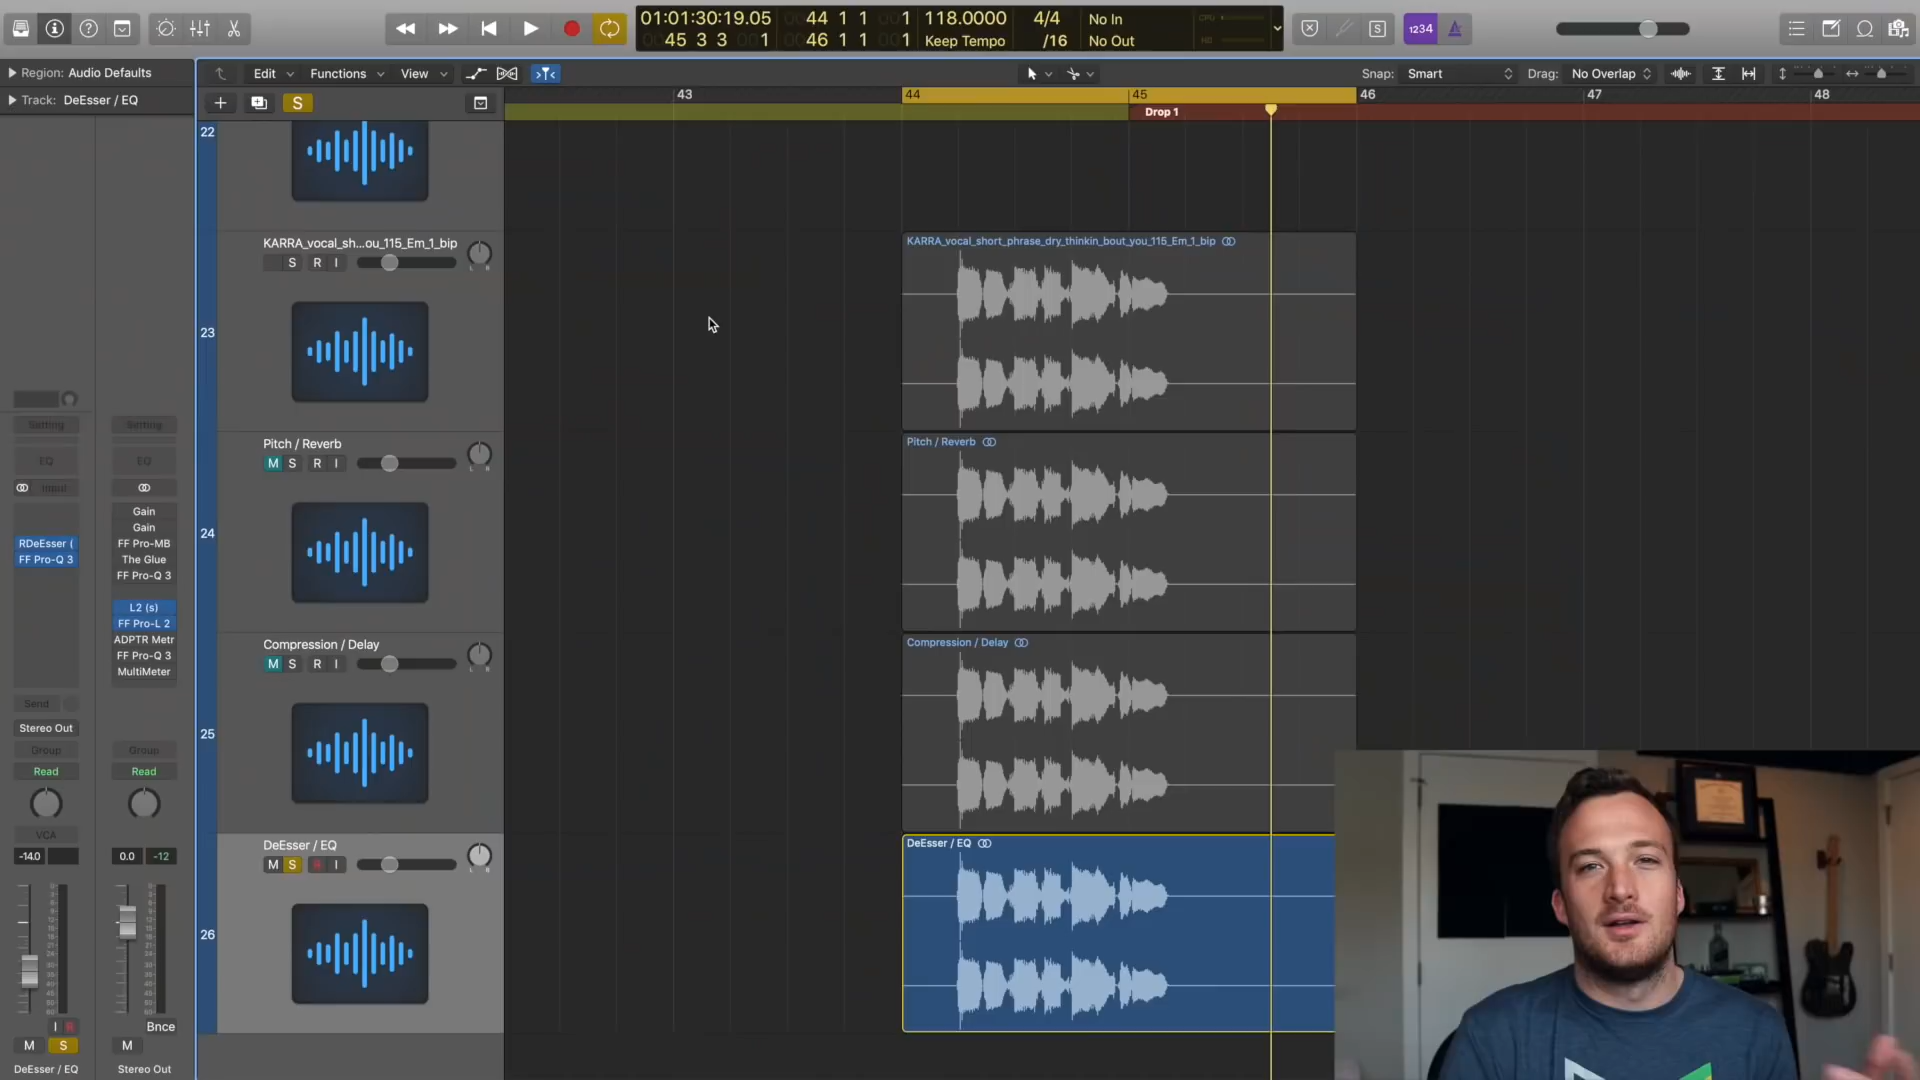 01:01:30:19.05
44 1 1 1
118.0000
4/4
No In
45 3 3 1
46 1 1 1
Keep Tempo
/16
No Out
CPU
HD
S
1234
Region: Audio Defaults
Edit
Functions
View
Snap: Smart
Drag: No Overlap
Track: DeEsser / EQ
S
43
44
45
46
47
48
Drop 1
22
KARRA_vocal_sh...ou_115_Em_1_bip
S R I
L R
23
KARRA_vocal_short_phrase_dry_thinkin_bout_you_115_Em_1_bip
Pitch / Reverb
M S R I
L R
24
Pitch / Reverb
Compression / Delay
M S R I
L R
25
Compression / Delay
DeEsser / EQ
M S R I
L R
26
DeEsser / EQ
Setting
Setting
EQ
EQ
Input
Gain
Gain
RDeEsser (
FF Pro-MB
FF Pro-Q 3
The Glue
FF Pro-Q 3
L2 (s)
FF Pro-L 2
ADPTR Metr
FF Pro-Q 3
MultiMeter
Send
Stereo Out
Group
Group
Read
Read
VCA
-14.0
0.0
-12
I R
Bnce
M S
M
DeEsser / EQ
Stereo Out